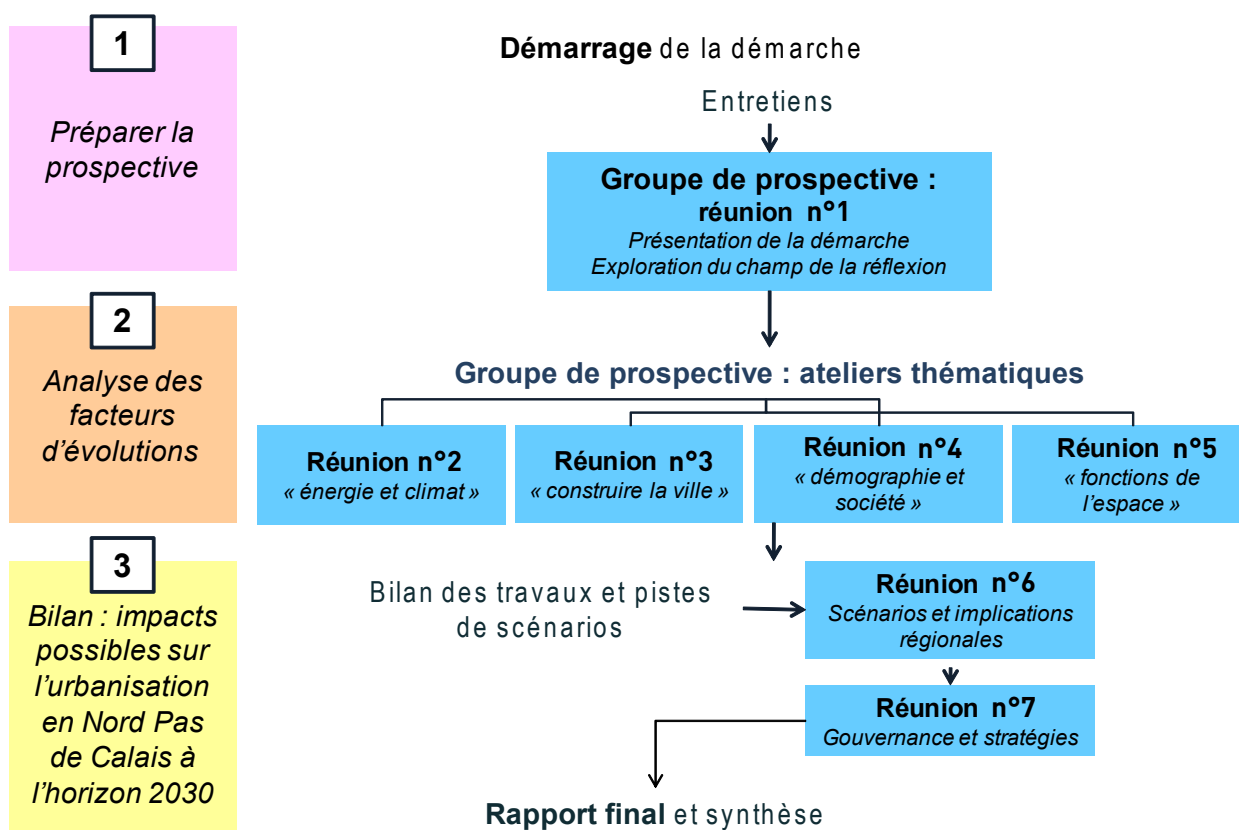 1
Préparer la
prospective
Démarrage de la démarche
Entretiens
Groupe de prospective :
réunion n°1
Présentation de la démarche
Exploration du champ de la réflexion
2
Analyse des
facteurs
d'évolutions
Groupe de prospective : ateliers thématiques
Réunion n°2
« énergie et climat »
Réunion n°3
« construire la ville »
Réunion n°4
« démographie et
société »
Réunion n°5
« fonctions de
l'espace »
3
Bilan : impacts
possibles sur
l'urbanisation
en Nord Pas
de Calais à
l'horizon 2030
Bilan des travaux et pistes
de scénarios
Réunion n°6
Scénarios et implications
régionales
Réunion n°7
Gouvernance et stratégies
Rapport final et synthèse